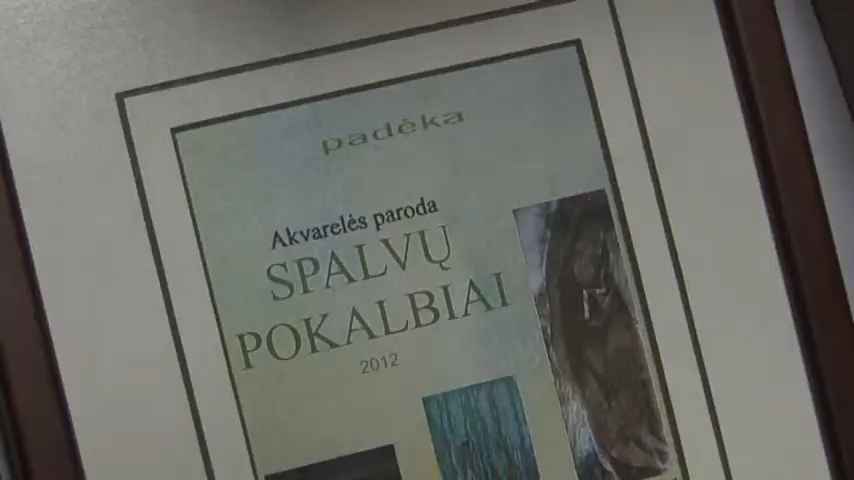 padėka
Akvarelės paroda
SPALVŲ
POKALBIAI
2012